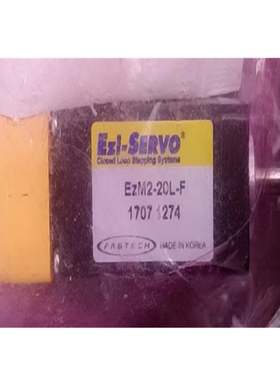 Ezi-SERVO®
Closed Loop Stepping Systems
EzM2-20L-F
1707 1274
FASTECH MADE IN KOREA